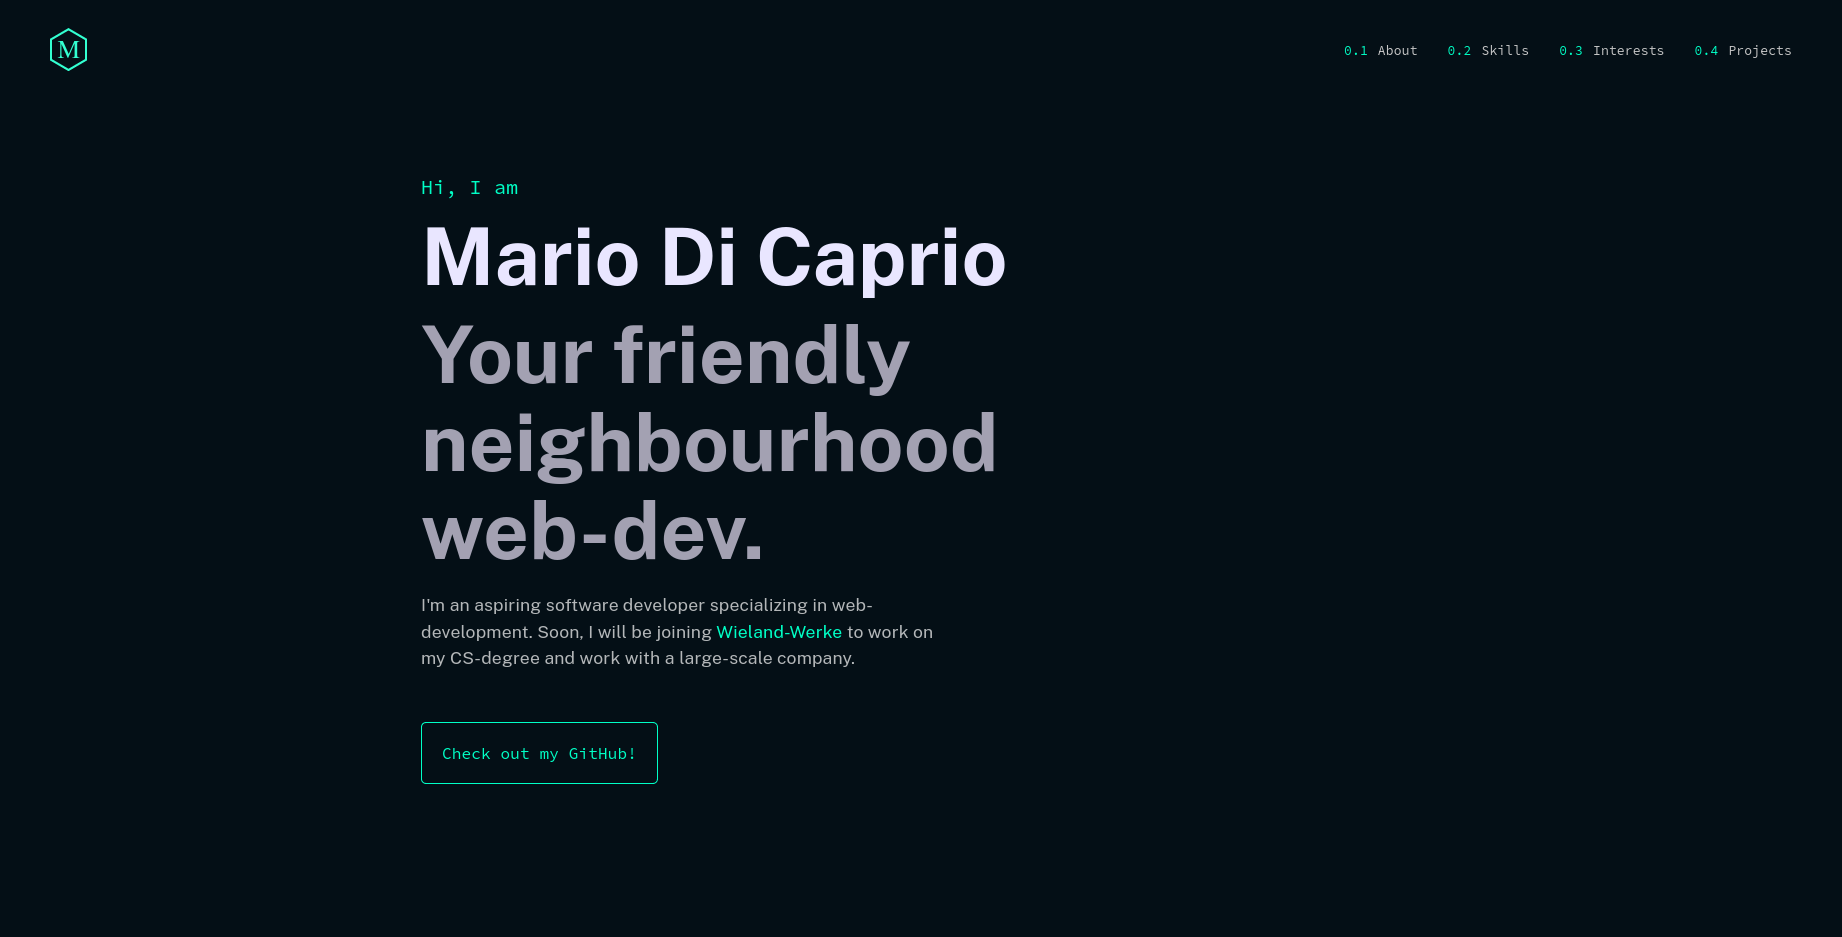 M
0.1 About 0.2 Skills 0.3 Interests 0.4 Projects
Hi, I am
Mario Di Caprio
Your friendly
neighbourhood
web-dev.
I'm an aspiring software developer specializing in web-
development. Soon, I will be joining Wieland-Werke to work on
my CS-degree and work with a large-scale company.
Check out my GitHub!